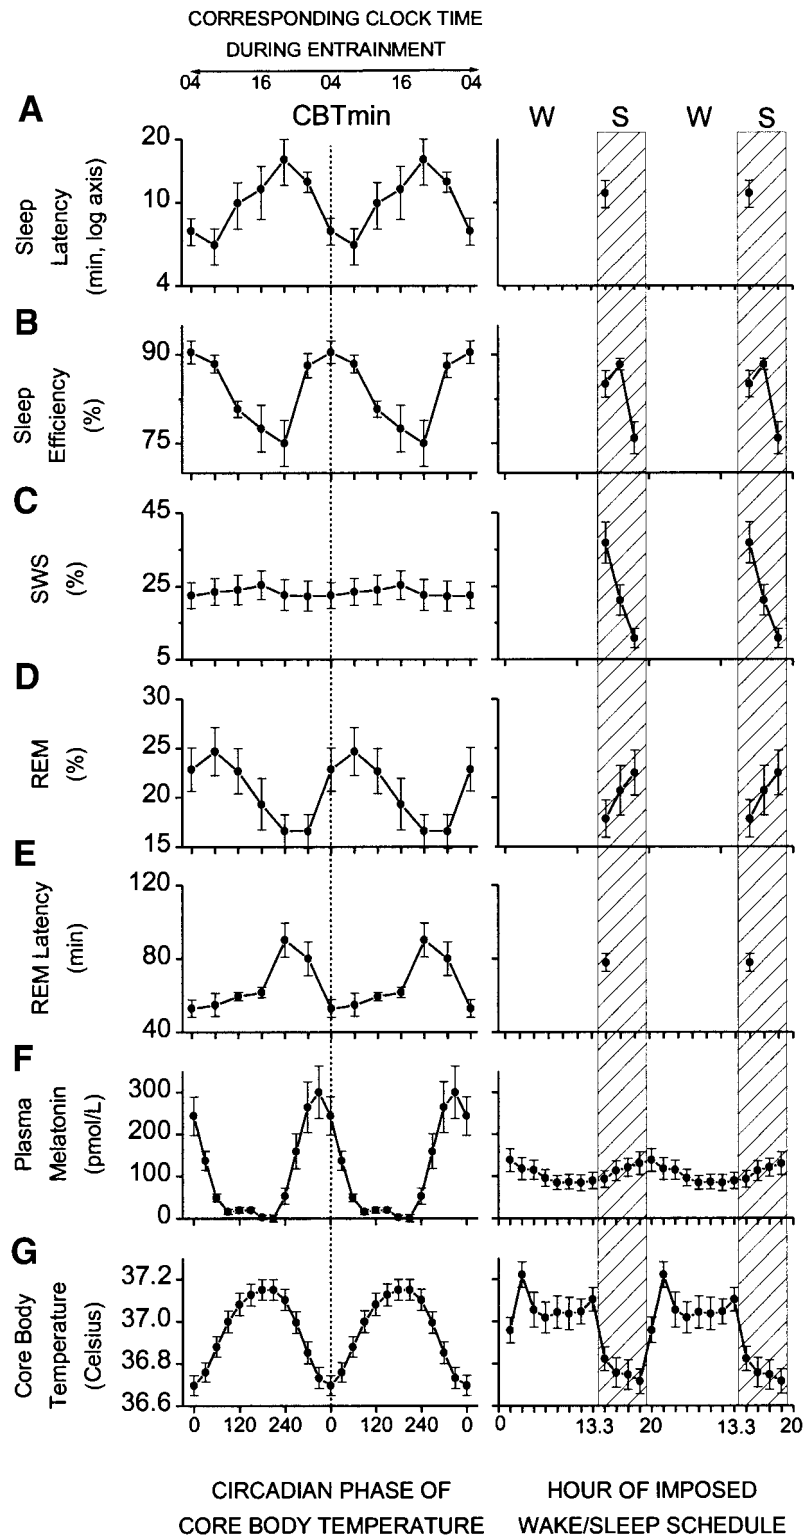 CORRESPONDING CLOCK TIME
DURING ENTRAINMENT
04 16 04 16 04
A
CBTmin
W S W S
Sleep
Latency
(min, log axis)
20
10
4
B
Sleep
Efficiency
(%)
90
75
C
SWS
(%)
45
25
5
D
REM
(%)
30
25
20
15
E
REM Latency
(min)
120
80
40
F
Plasma
Melatonin
(pmol/L)
300
200
100
0
G
Core Body
Temperature
(Celsius)
37.2
37.0
36.8
36.6
0 120 240 0 120 240 0
0 13.3 20 13.3 20
CIRCADIAN PHASE OF
CORE BODY TEMPERATURE
HOUR OF IMPOSED
WAKE/SLEEP SCHEDULE